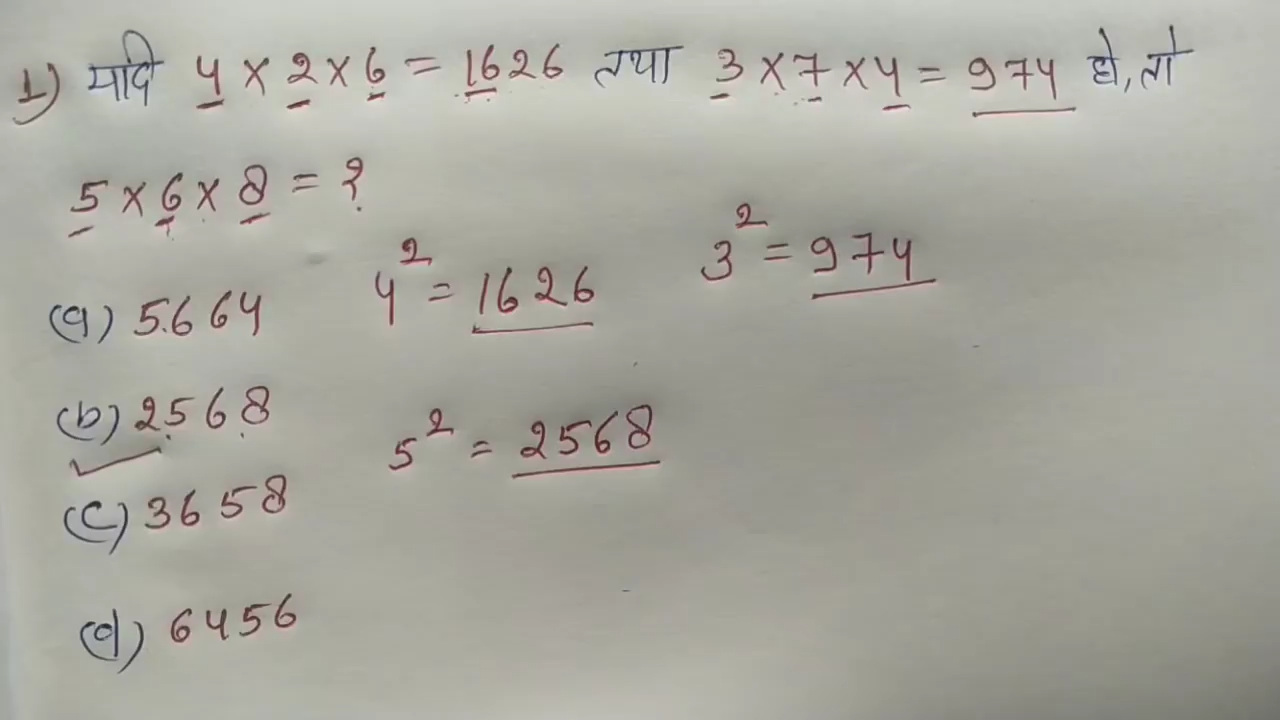 1) यदि 4 × 2 × 6 = 1626 तथा 3 × 7 × 4 = 974 हो, तो
5 × 6 × 8 = ?
3² = 974
4² = 1626
(a) 5664
(b) 2568
5² = 2568
(c) 3658
(d) 6456